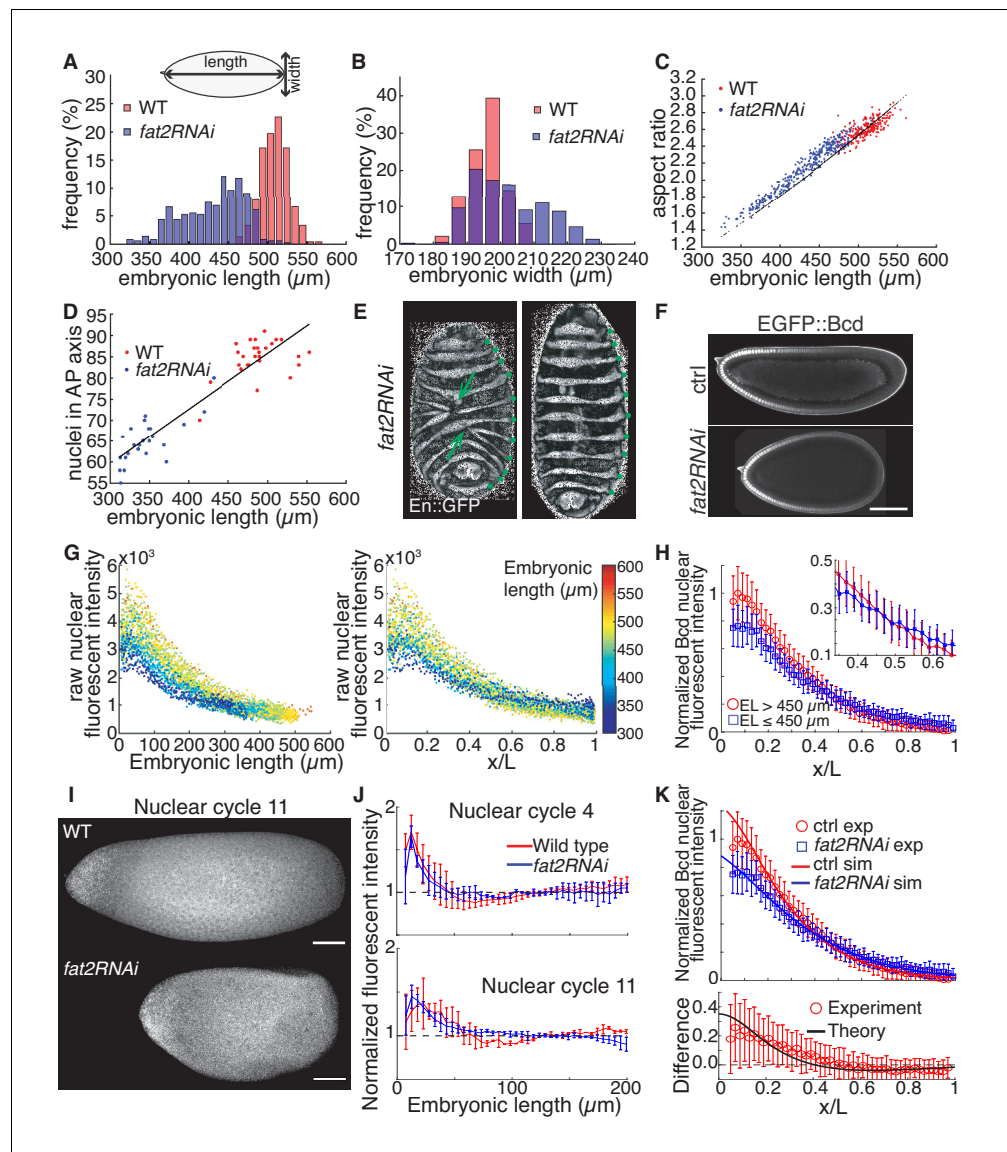 A
length
width
frequency (%)
30
25
20
15
10
5
0
WT
fat2RNAi
100 200 300 400 500 600
embryonic length (µm)
B
frequency (%)
40
30
20
10
0
WT
fat2RNAi
170 180 190 200 210 220 230 240
embryonic width (µm)
C
WT
fat2RNAi
aspect ratio
3.2
3.0
2.8
2.6
2.4
2.2
2.0
1.8
1.6
1.4
1.2
300 350 400 450 500 550 600
embryonic length (µm)
D
nuclei in AP axis
95
90
85
80
75
70
65
60
55
WT
fat2RNAi
300 350 400 450 500 550 600
embryonic length (µm)
E
fat2RNAi
En::GFP
F
EGFP::Bcd
ctrl
fat2RNAi
G
raw nuclear
fluorescent intensity
6 x10³
5
4
3
2
1
0
0 100 200 300 400 500 600
Embryonic length (µm)
raw nuclear
fluorescent intensity
6 x10³
5
4
3
2
1
0
0 0.2 0.4 0.6 0.8 1
x/L
Embryonic
length (µm)
600
550
500
450
400
350
300
H
Normalized Bcd nuclear
fluorescent intensity
1
0
0.5
0.3
0.1
0.4 0.5 0.6
EL > 450 µm
EL ≤ 450 µm
0 0.2 0.4 0.6 0.8 1
x/L
I
Nuclear cycle 11
WT
fat2RNAi
J
Normalized fluorescent intensity
Nuclear cycle 4
Wild type
fat2RNAi
2
1
Nuclear cycle 11
2
1
0 100 200
Embryonic length (µm)
K
Normalized Bcd nuclear
fluorescent intensity
ctrl exp
fat2RNAi exp
ctrl sim
fat2RNAi sim
1
0
Difference
0.4
0.2
0.0
Experiment
Theory
0 0.2 0.4 0.6 0.8 1
x/L